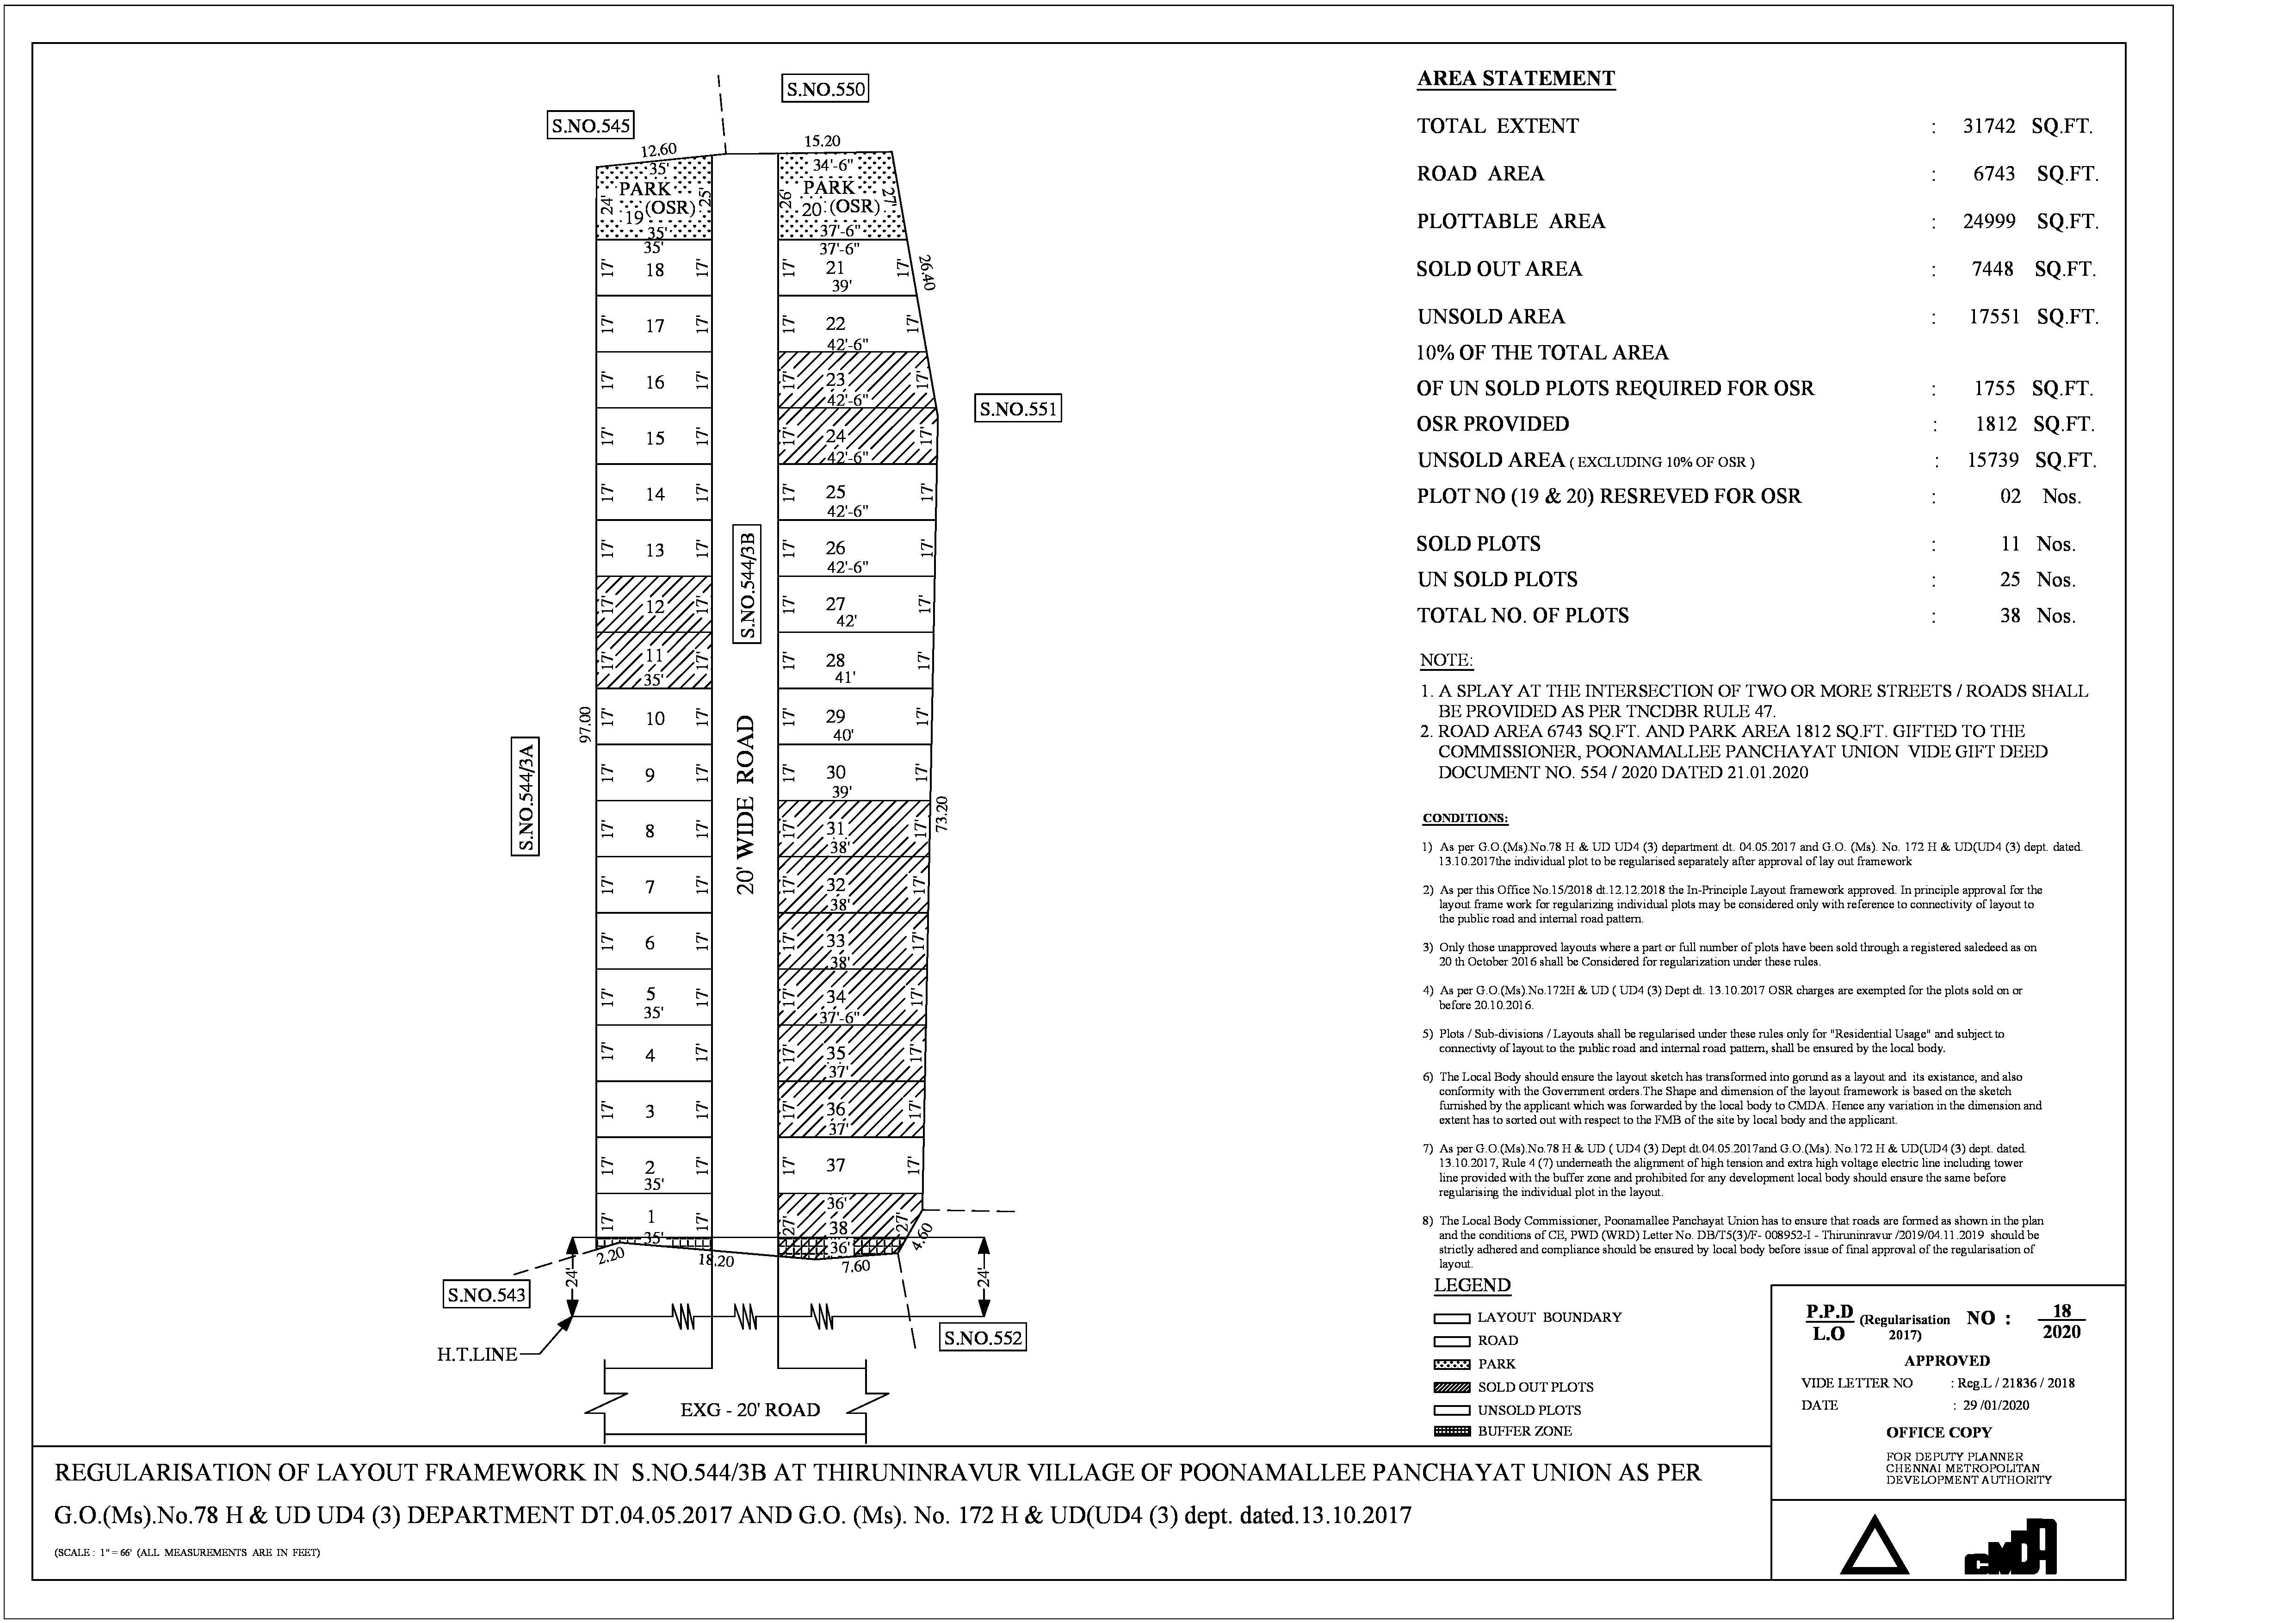 S.NO.550
S.NO.545
12.60
15.20
35'
34'-6"
PARK
PARK
24'
25'
26'
27'
19 (OSR)
20 (OSR)
35'
37'-6"
35'
37'-6"
17' 18 17'
17' 21 17'
39'
26.40
17' 17 17'
17' 22 17'
42'-6"
17' 16 17'
17' 23 17'
42'-6"
S.NO.551
17' 15 17'
17' 24 17'
42'-6"
17' 14 17'
17' 25 17'
42'-6"
17' 13 17'
17' 26 17'
42'-6"
S.NO.544/3B
17' 12 17'
17' 27 17'
42'
17' 11 17'
35'
17' 28 17'
41'
97.00
17' 10 17'
17' 29 17'
40'
S.NO.544/3A
20' WIDE ROAD
17' 9 17'
17' 30 17'
39'
73.20
17' 8 17'
17' 31 17'
38'
17' 7 17'
17' 32 17'
38'
17' 6 17'
17' 33 17'
38'
17' 5 17'
35'
17' 34 17'
37'-6"
17' 4 17'
17' 35 17'
37'
17' 3 17'
17' 36 17'
37'
17' 2 17'
35'
17' 37 17'
17' 1 17'
35'
36'
27' 38 27'
36'
4.60
2.20
18.20
7.60
24'
24'
S.NO.543
S.NO.552
H.T.LINE
EXG - 20' ROAD
AREA STATEMENT
TOTAL EXTENT : 31742 SQ.FT.
ROAD AREA : 6743 SQ.FT.
PLOTTABLE AREA : 24999 SQ.FT.
SOLD OUT AREA : 7448 SQ.FT.
UNSOLD AREA : 17551 SQ.FT.
10% OF THE TOTAL AREA
OF UN SOLD PLOTS REQUIRED FOR OSR : 1755 SQ.FT.
OSR PROVIDED : 1812 SQ.FT.
UNSOLD AREA ( EXCLUDING 10% OF OSR ) : 15739 SQ.FT.
PLOT NO (19 & 20) RESREVED FOR OSR : 02 Nos.
SOLD PLOTS : 11 Nos.
UN SOLD PLOTS : 25 Nos.
TOTAL NO. OF PLOTS : 38 Nos.
NOTE:
1. A SPLAY AT THE INTERSECTION OF TWO OR MORE STREETS / ROADS SHALL
BE PROVIDED AS PER TNCDBR RULE 47.
2. ROAD AREA 6743 SQ.FT. AND PARK AREA 1812 SQ.FT. GIFTED TO THE
COMMISSIONER, POONAMALLEE PANCHAYAT UNION VIDE GIFT DEED
DOCUMENT NO. 554 / 2020 DATED 21.01.2020
CONDITIONS:
1) As per G.O.(Ms).No.78 H & UD UD4 (3) department dt. 04.05.2017 and G.O. (Ms). No. 172 H & UD(UD4 (3) dept. dated.
13.10.2017the individual plot to be regularised separately after approval of lay out framework
2) As per this Office No.15/2018 dt.12.12.2018 the In-Principle Layout framework approved. In principle approval for the
layout frame work for regularizing individual plots may be considered only with reference to connectivity of layout to
the public road and internal road pattern.
3) Only those unapproved layouts where a part or full number of plots have been sold through a registered saledeed as on
20 th October 2016 shall be Considered for regularization under these rules.
4) As per G.O.(Ms).No.172H & UD ( UD4 (3) Dept dt. 13.10.2017 OSR charges are exempted for the plots sold on or
before 20.10.2016.
5) Plots / Sub-divisions / Layouts shall be regularised under these rules only for "Residential Usage" and subject to
connectivty of layout to the public road and internal road pattern, shall be ensured by the local body.
6) The Local Body should ensure the layout sketch has transformed into gorund as a layout and its existance, and also
conformity with the Government orders.The Shape and dimension of the layout framework is based on the sketch
furnished by the applicant which was forwarded by the local body to CMDA. Hence any variation in the dimension and
extent has to sorted out with respect to the FMB of the site by local body and the applicant.
7) As per G.O.(Ms).No.78 H & UD ( UD4 (3) Dept dt.04.05.2017and G.O.(Ms). No.172 H & UD(UD4 (3) dept. dated.
13.10.2017, Rule 4 (7) underneath the alignment of high tension and extra high voltage electric line including tower
line provided with the buffer zone and prohibited for any development local body should ensure the same before
regularising the individual plot in the layout.
8) The Local Body Commissioner, Poonamallee Panchayat Union has to ensure that roads are formed as shown in the plan
and the conditions of CE, PWD (WRD) Letter No. DB/T5(3)/F- 008952-I - Thiruninravur /2019/04.11.2019 should be
strictly adhered and compliance should be ensured by local body before issue of final approval of the regularisation of
layout.
LEGEND
LAYOUT BOUNDARY
ROAD
PARK
SOLD OUT PLOTS
UNSOLD PLOTS
BUFFER ZONE
P.P.D
L.O
(Regularisation
2017)
NO :
18
2020
APPROVED
VIDE LETTER NO : Reg.L / 21836 / 2018
DATE : 29 /01/2020
OFFICE COPY
FOR DEPUTY PLANNER
CHENNAI METROPOLITAN
DEVELOPMENT AUTHORITY
CMDA
REGULARISATION OF LAYOUT FRAMEWORK IN S.NO.544/3B AT THIRUNINRAVUR VILLAGE OF POONAMALLEE PANCHAYAT UNION AS PER
G.O.(Ms).No.78 H & UD UD4 (3) DEPARTMENT DT.04.05.2017 AND G.O. (Ms). No. 172 H & UD(UD4 (3) dept. dated.13.10.2017
(SCALE : 1" = 66' (ALL MEASUREMENTS ARE IN FEET)